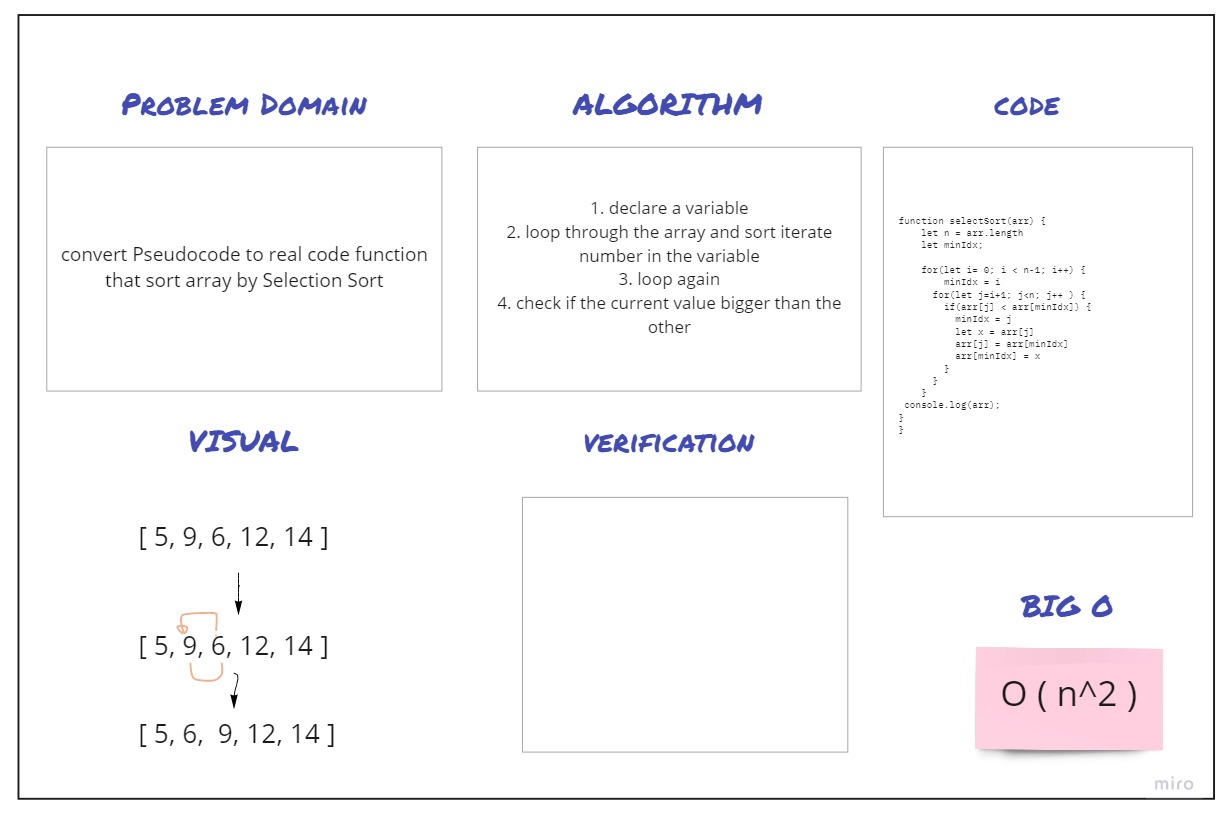 PROBLEM DOMAIN
convert Pseudocode to real code function
that sort array by Selection Sort
ALGORITHM
1. declare a variable
2. loop through the array and sort iterate
number in the variable
3. loop again
4. check if the current value bigger than the
other
CODE
function selectSort(arr) {
let n = arr.length
let minIdx;
for(let i= 0; i < n-1; i++) {
minIdx = i
for(let j=i+1; j<n; j++ ) {
if(arr[j] < arr[minIdx]) {
minIdx = j
let x = arr[j]
arr[j] = arr[minIdx]
arr[minIdx] = x
}
}
}
console.log(arr);
}
}
VISUAL
[ 5, 9, 6, 12, 14 ]
[ 5, 9, 6, 12, 14 ]
[ 5, 6,  9, 12, 14 ]
VERIFICATION
BIG O
O ( n^2 )
miro